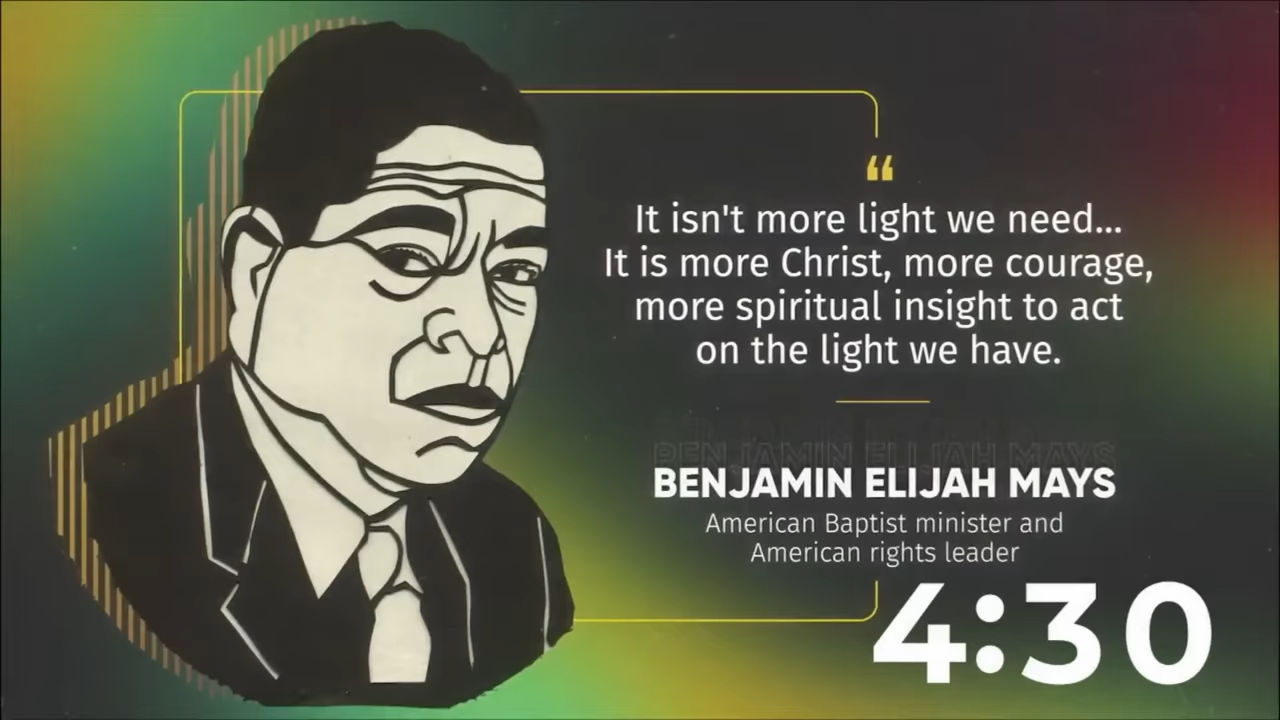 “
It isn't more light we need...
It is more Christ, more courage,
more spiritual insight to act
on the light we have.
BENJAMIN ELIJAH MAYS
American Baptist minister and
American rights leader
4:30